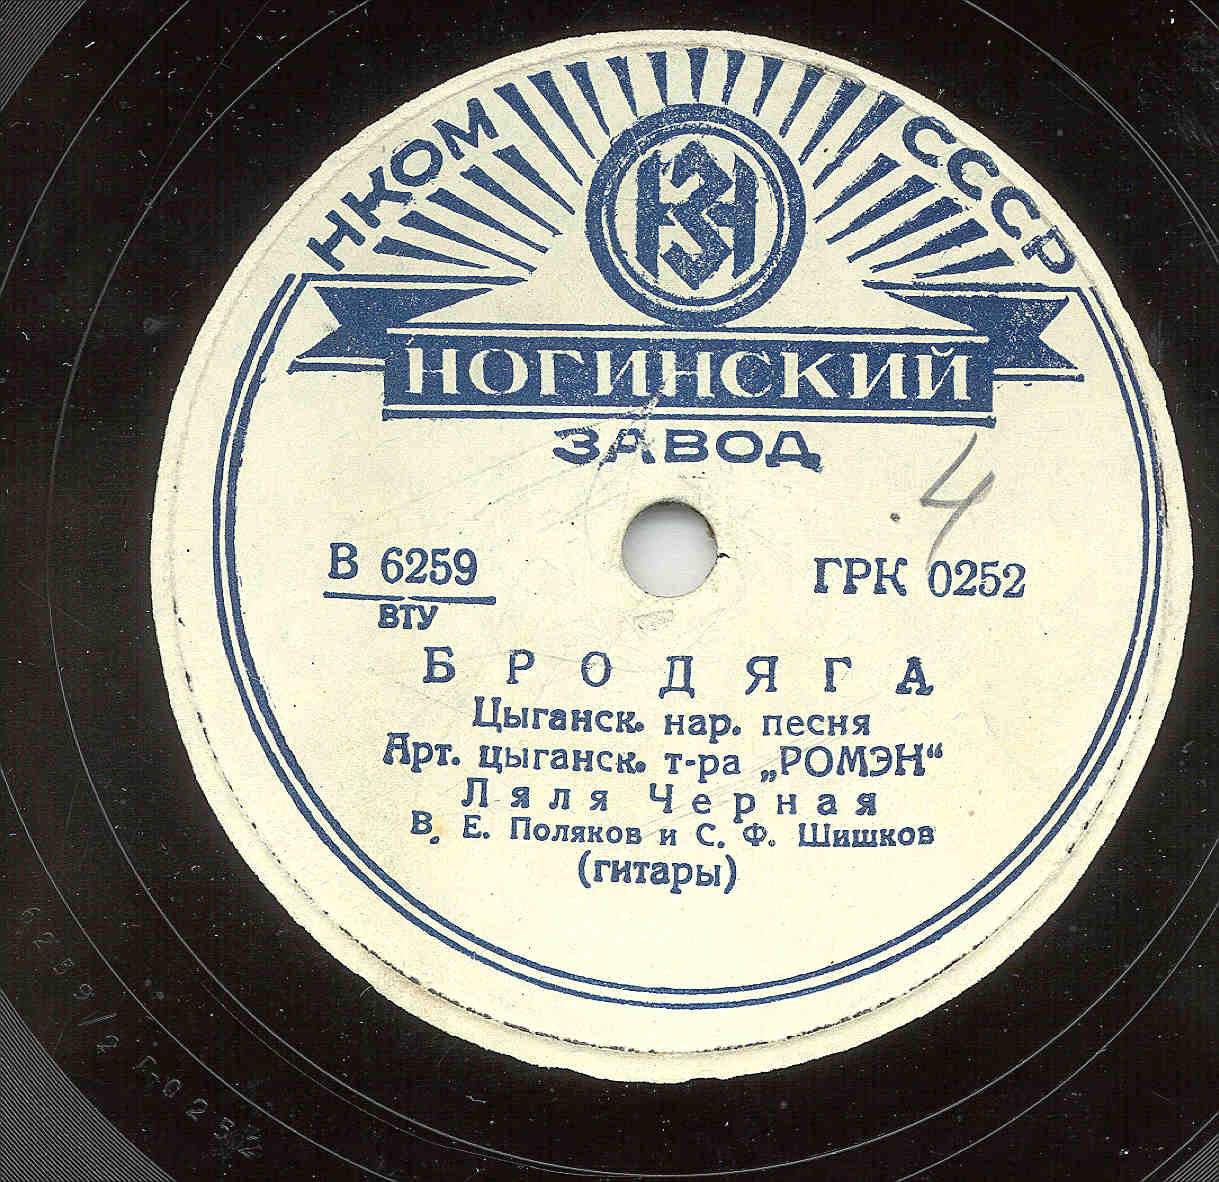 НКОМ СССР
НЗН
НОГИНСКИЙ
ЗАВОД
4
В 6259 ГРК 0252
ВТУ
БРОДЯГА
Цыганск. нар. песня
Арт. цыганск. т-ра „РОМЭН“
Ляля Черная
В. Е. Поляков и С. Ф. Шишков
(гитары)